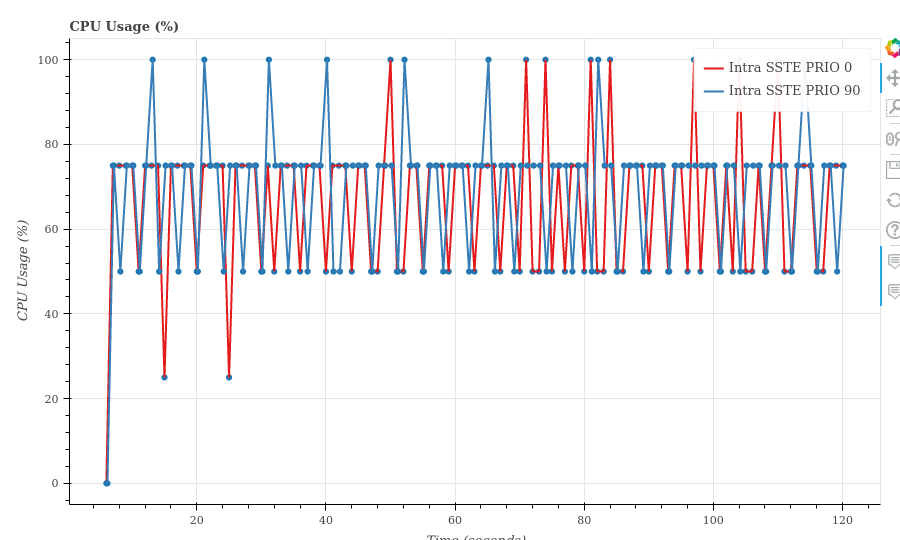 CPU Usage (%)
Intra SSTE PRIO 0
Intra SSTE PRIO 90
CPU Usage (%)
100
80
60
40
20
0
20
40
60
80
100
120
Time (seconds)